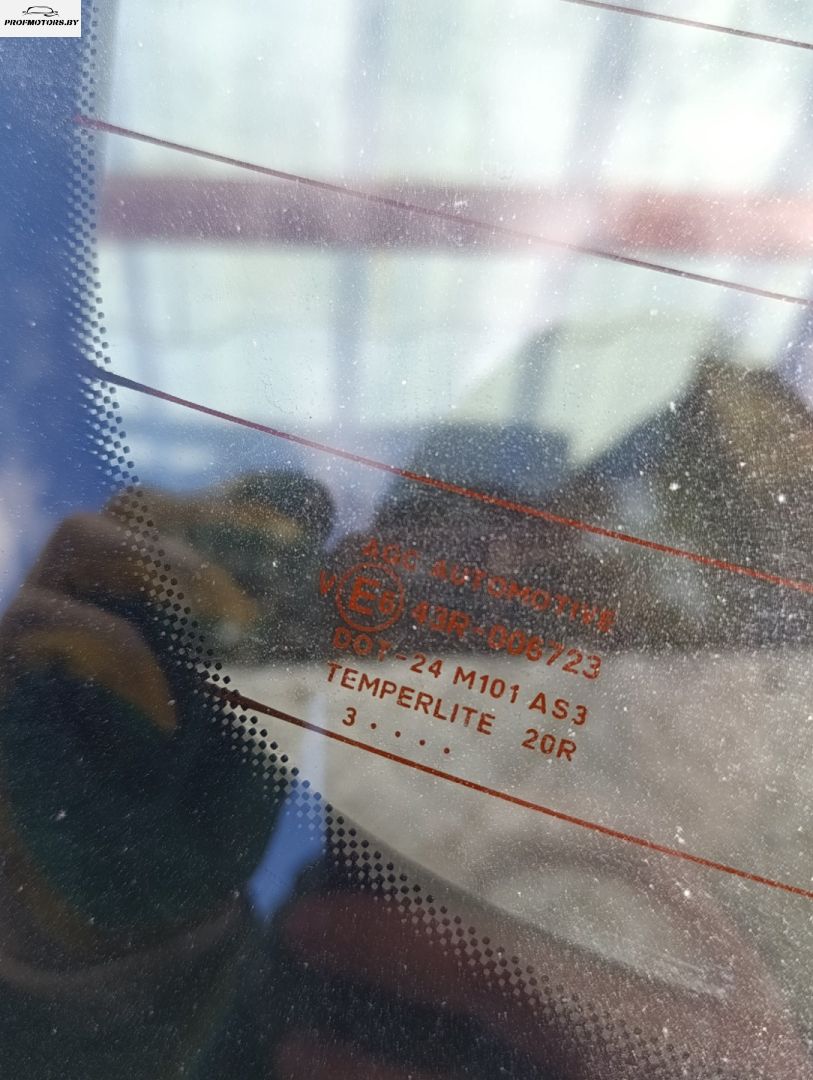 PROFMOTORS.BY
AGC AUTOMOTIVE
V E6 43R-006723
DOT-24 M101 AS3
TEMPERLITE 20R
3 . . . .